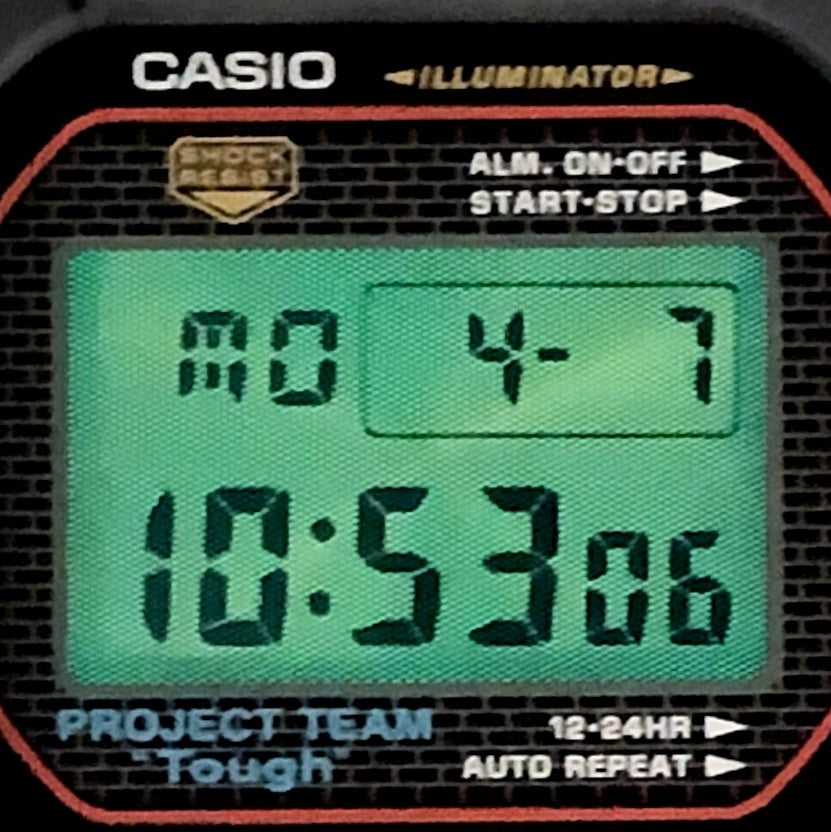 CASIO
ILLUMINATOR
SHOCK
RESIST
ALM. ON·OFF
START·STOP
MO 4- 7
10:53 06
PROJECT TEAM
"Tough"
12·24HR
AUTO REPEAT